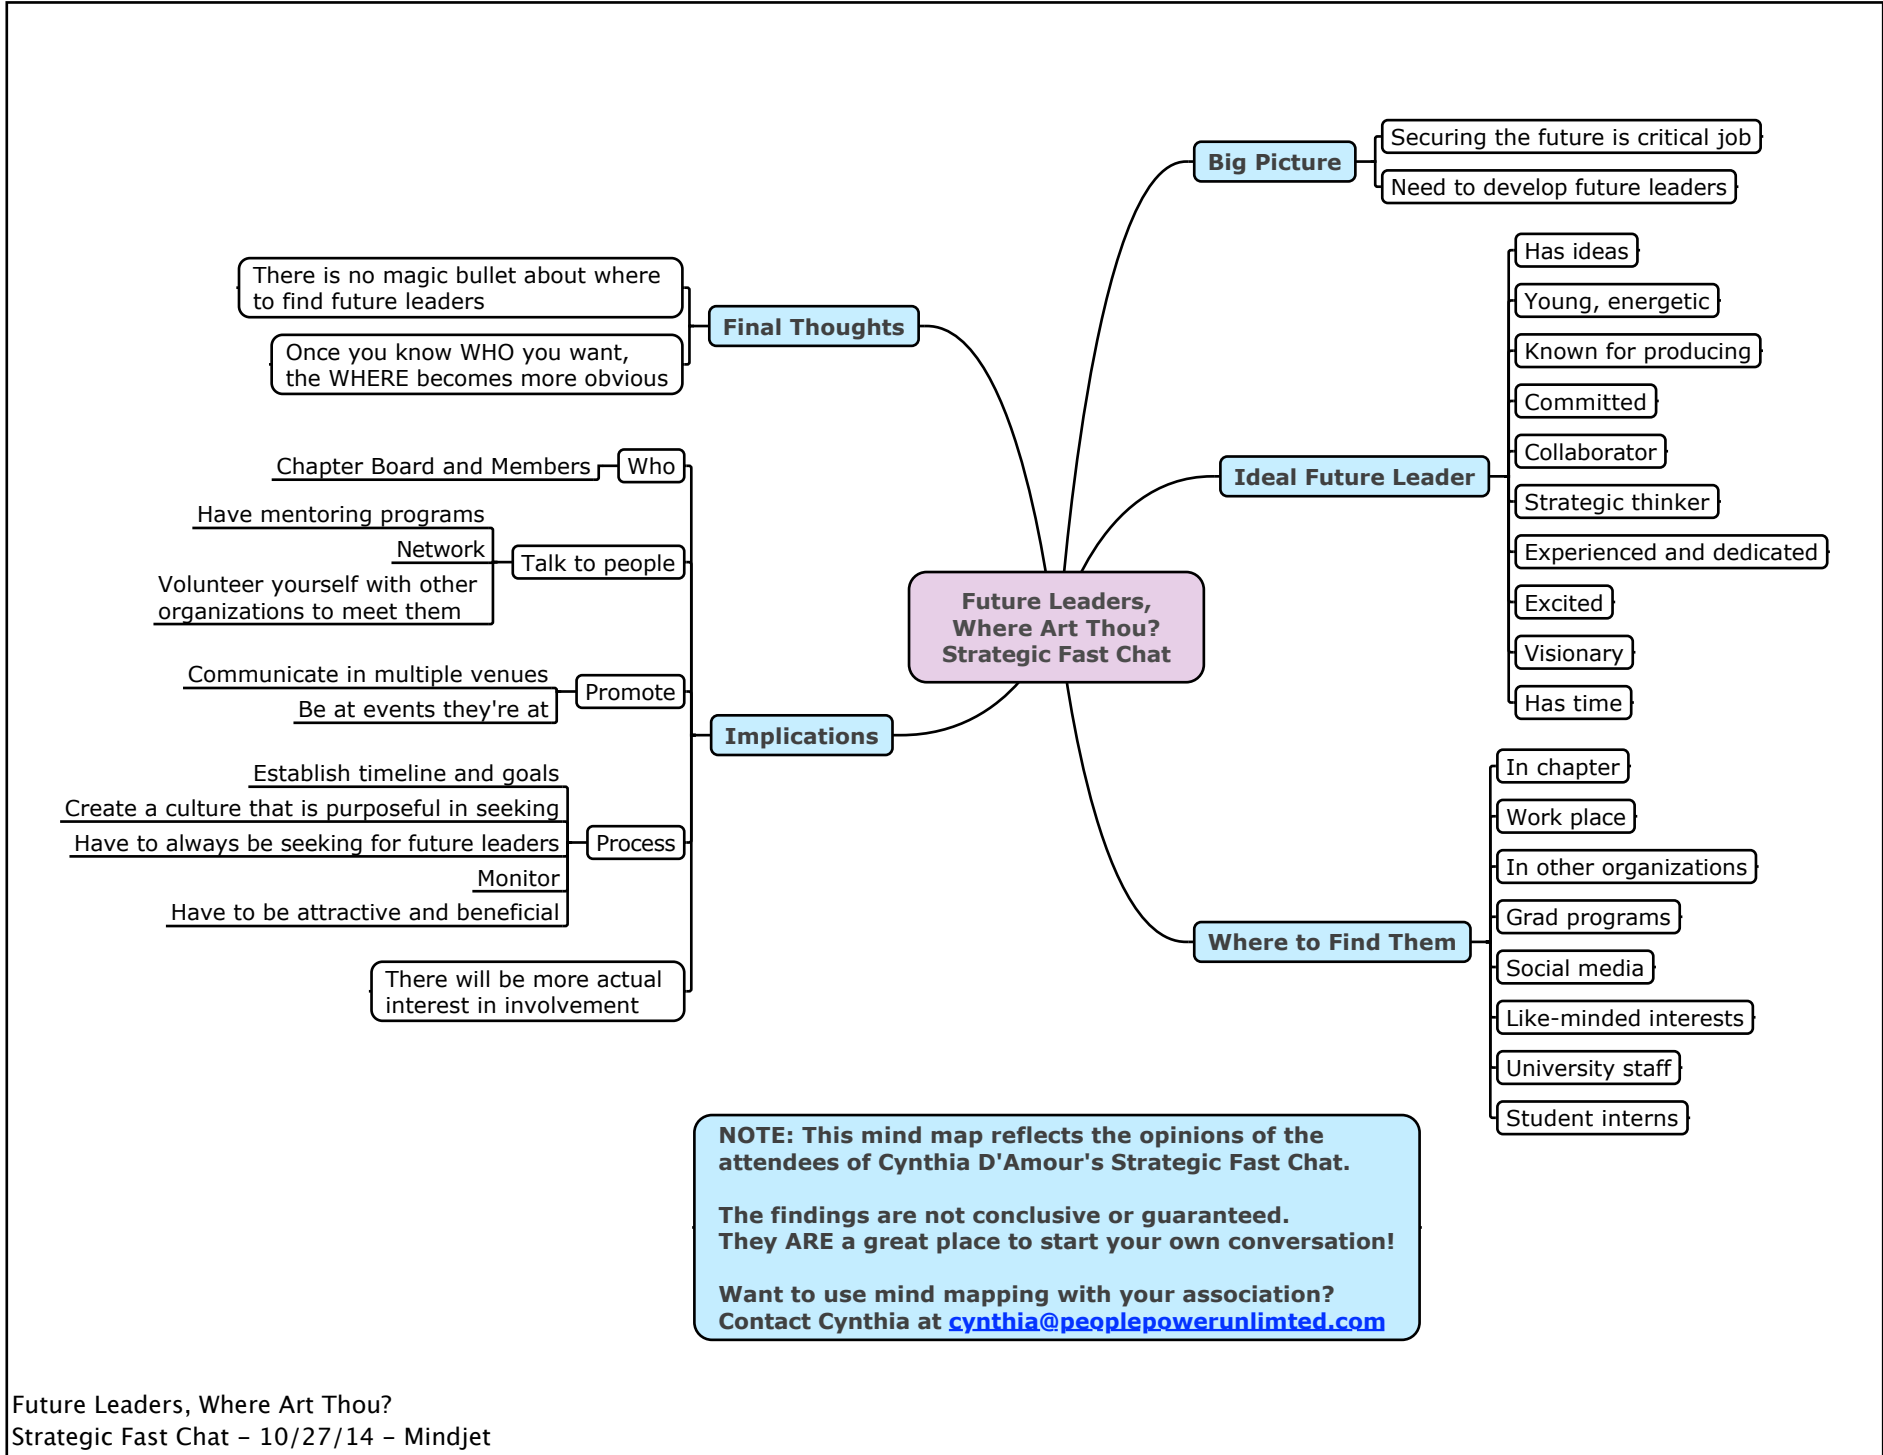 Future Leaders,
Where Art Thou?
Strategic Fast Chat
Big Picture
Securing the future is critical job
Need to develop future leaders
Ideal Future Leader
Has ideas
Young, energetic
Known for producing
Committed
Collaborator
Strategic thinker
Experienced and dedicated
Excited
Visionary
Has time
Where to Find Them
In chapter
Work place
In other organizations
Grad programs
Social media
Like-minded interests
University staff
Student interns
Implications
Who
Chapter Board and Members
Talk to people
Have mentoring programs
Network
Volunteer yourself with other
organizations to meet them
Promote
Communicate in multiple venues
Be at events they're at
Process
Establish timeline and goals
Create a culture that is purposeful in seeking
Have to always be seeking for future leaders
Monitor
Have to be attractive and beneficial
There will be more actual
interest in involvement
Final Thoughts
There is no magic bullet about where
to find future leaders
Once you know WHO you want,
the WHERE becomes more obvious
NOTE: This mind map reflects the opinions of the
attendees of Cynthia D'Amour's Strategic Fast Chat.
The findings are not conclusive or guaranteed.
They ARE a great place to start your own conversation!
Want to use mind mapping with your association?
Contact Cynthia at cynthia@peoplepowerunlimted.com
Future Leaders, Where Art Thou?
Strategic Fast Chat - 10/27/14 - Mindjet